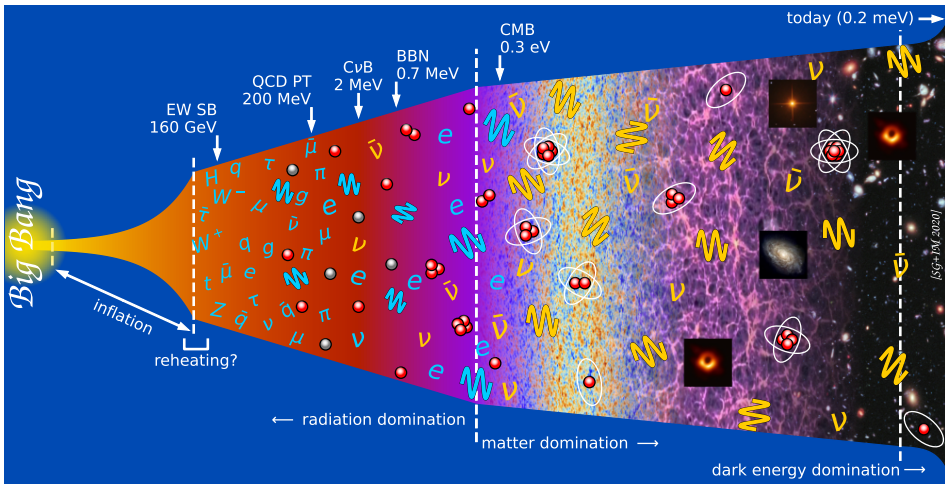 today (0.2 meV)
CMB
0.3 eV
BBN
0.7 MeV
CνB
2 MeV
QCD PT
200 MeV
EW SB
160 GeV
Big Bang
inflation
reheating?
H q τ μ̄ π g
W⁻ μ e ν̄ ν
τ̄ ν̄ π μ
W⁺ q g ν
t μ̄ e e e
Z τ q̄ π
q̄ ν μ ν
ν̄ e ν e
ν̄ ν e
ν̄ ν e ν
ν̄ ν̄ ν
ν̄ ν̄
ν ν̄ ν
[SG+PM 2020]
← radiation domination
matter domination →
dark energy domination →